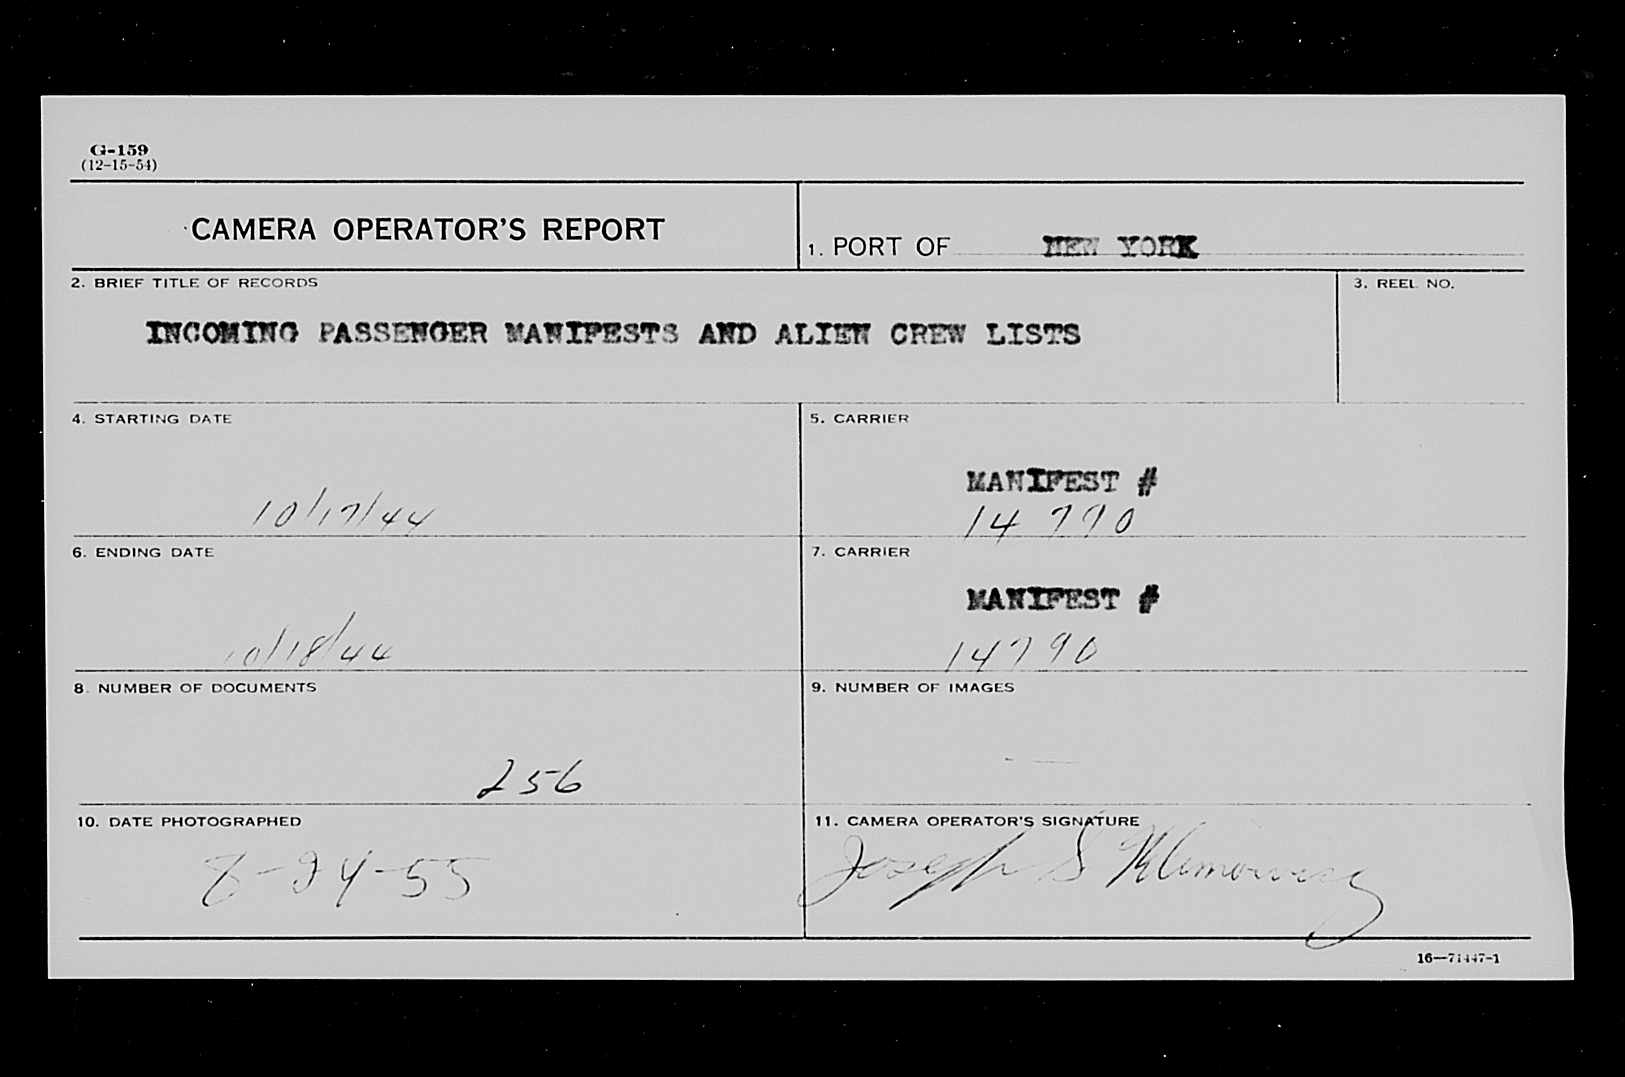 G-159
(12-15-54)
CAMERA OPERATOR'S REPORT
1. PORT OF NEW YORK
2. BRIEF TITLE OF RECORDS
3. REEL NO.
INCOMING PASSENGER MANIFESTS AND ALIEN CREW LISTS
4. STARTING DATE
5. CARRIER
MANIFEST #
10/17/44
14770
6. ENDING DATE
7. CARRIER
MANIFEST #
10/18/44
14790
8. NUMBER OF DOCUMENTS
9. NUMBER OF IMAGES
256
10. DATE PHOTOGRAPHED
11. CAMERA OPERATOR'S SIGNATURE
8-24-55
Joseph S
16—71447-1